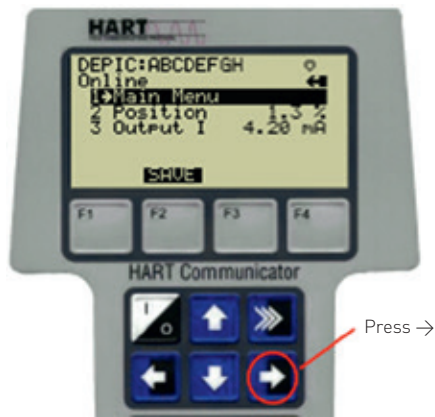 HART
DEPIC:ABCDEFGH
Online
1→Main Menu
2 Position 1.3 %
3 Output I 4.20 mA
SAVE
F1 F2 F3 F4
HART Communicator
I
O
Press →